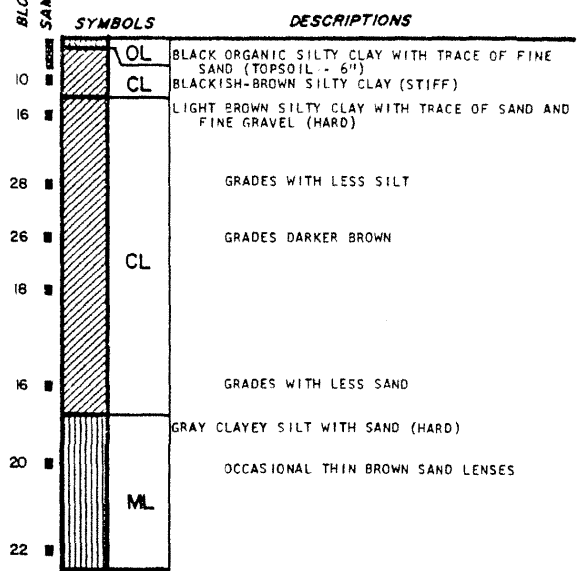 SYMBOLS DESCRIPTIONS
OL BLACK ORGANIC SILTY CLAY WITH TRACE OF FINE
SAND (TOPSOIL - 6")
10 CL BLACKISH-BROWN SILTY CLAY (STIFF)
16 LIGHT BROWN SILTY CLAY WITH TRACE OF SAND AND
FINE GRAVEL (HARD)
28 GRADES WITH LESS SILT
26 GRADES DARKER BROWN
CL
18
16 GRADES WITH LESS SAND
GRAY CLAYEY SILT WITH SAND (HARD)
20 OCCASIONAL THIN BROWN SAND LENSES
ML
22